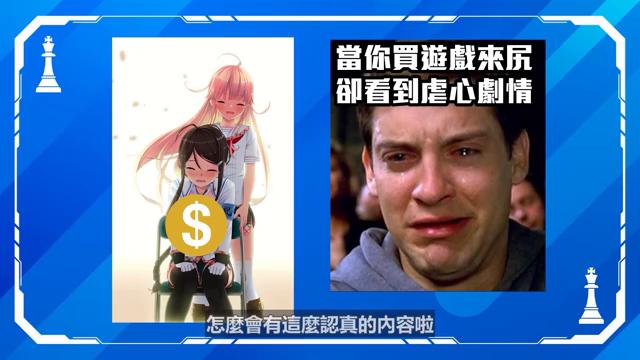 當你買遊戲來尻
卻看到虐心劇情
$
怎麼會有這麼認真的內容啦